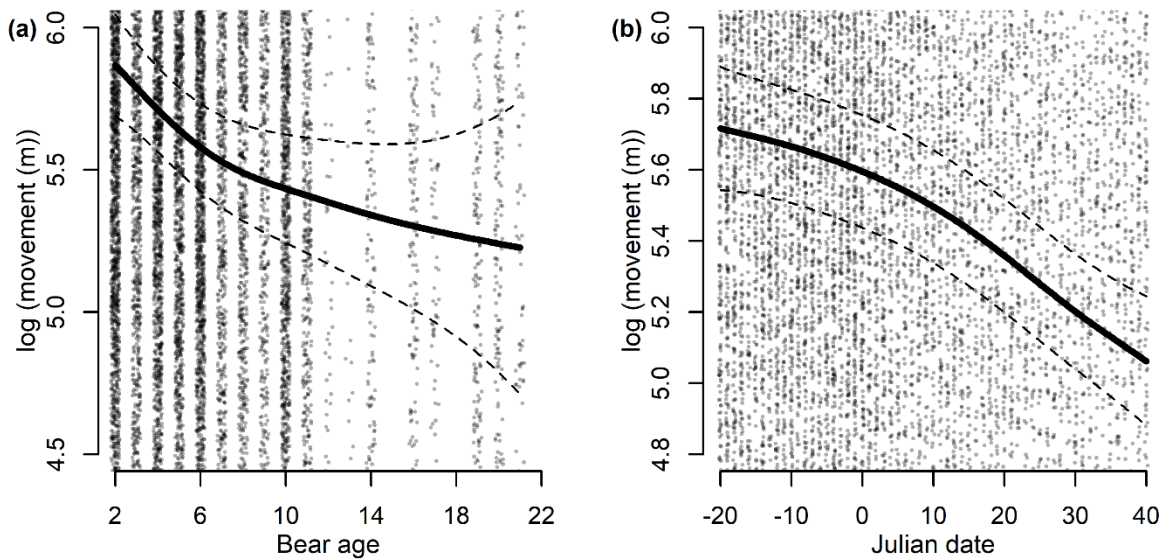 (a)
log (movement (m))
6.0
5.5
5.0
4.5
2 6 10 14 18 22
Bear age
(b)
log (movement (m))
6.0
5.8
5.6
5.4
5.2
5.0
4.8
-20 -10 0 10 20 30 40
Julian date